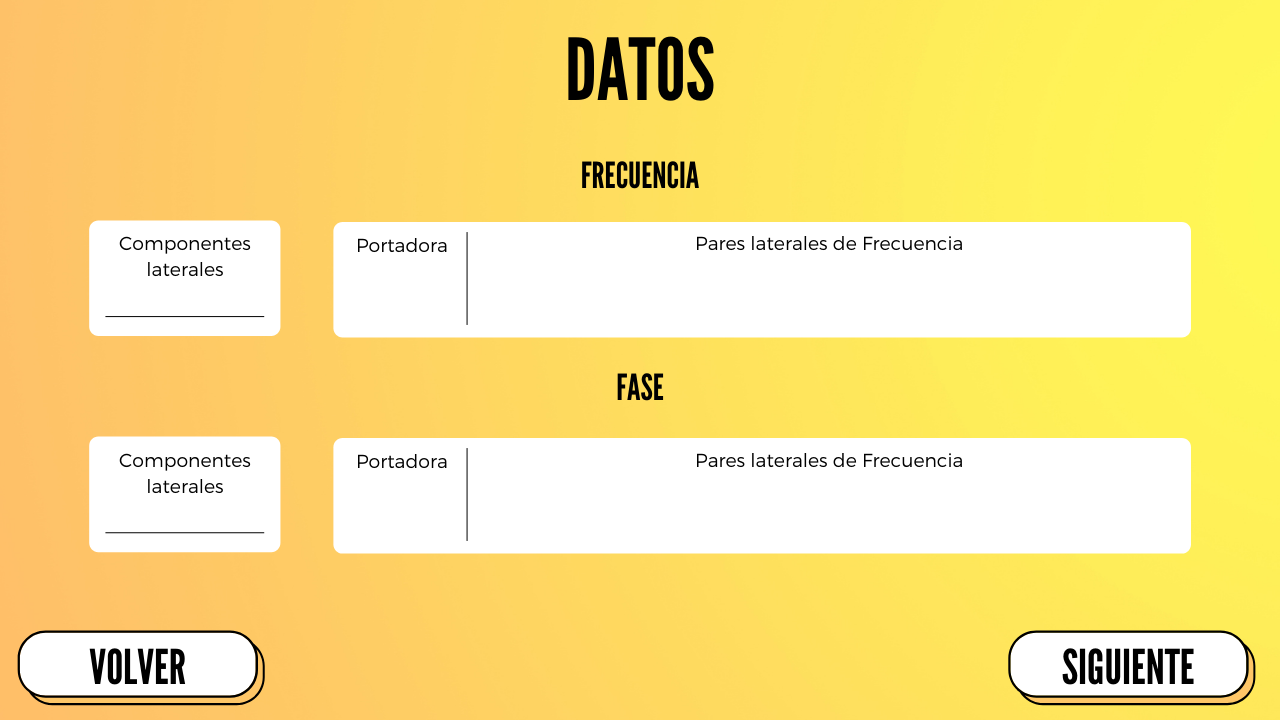 DATOS
FRECUENCIA
Componentes
laterales
Portadora
Pares laterales de Frecuencia
FASE
Componentes
laterales
Portadora
Pares laterales de Frecuencia
VOLVER
SIGUIENTE